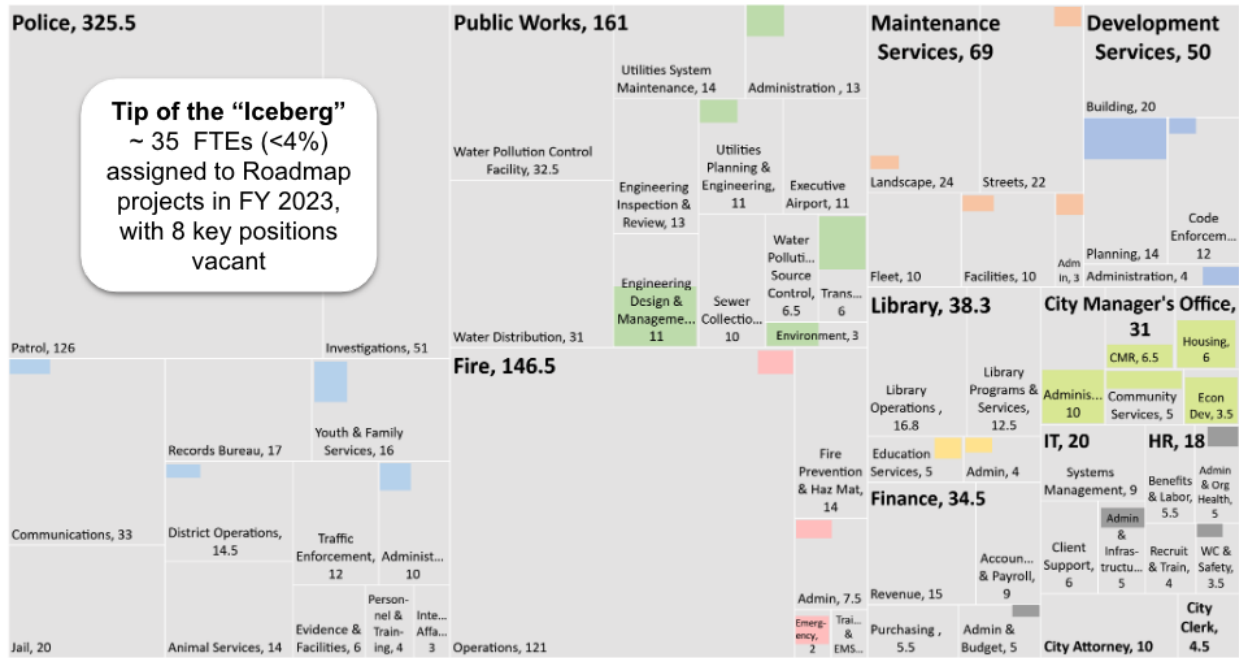 Police, 325.5
Tip of the “Iceberg”
~ 35 FTEs (<4%)
assigned to Roadmap
projects in FY 2023,
with 8 key positions
vacant
Patrol, 126
Investigations, 51
Communications, 33
Records Bureau, 17
Youth & Family
Services, 16
District Operations,
14.5
Traffic
Enforcement,
12
Administ...
10
Jail, 20
Animal Services, 14
Evidence &
Facilities, 6
Person-
nel &
Train-
ing, 4
Inte...
Affa...
3
Public Works, 161
Water Pollution Control
Facility, 32.5
Utilities System
Maintenance, 14
Administration , 13
Engineering
Inspection &
Review, 13
Utilities
Planning &
Engineering,
11
Executive
Airport, 11
Water Distribution, 31
Engineering
Design &
Manageme...
11
Sewer
Collectio...
10
Water
Polluti...
Source
Control,
6.5
Trans...
6
Environment, 3
Fire, 146.5
Operations, 121
Fire
Prevention
& Haz Mat,
14
Admin, 7.5
Emerg-
ency,
2
Trai...
&
EMS...
Maintenance
Services, 69
Landscape, 24
Streets, 22
Fleet, 10
Facilities, 10
Adm
in, 3
Development
Services, 50
Building, 20
Planning, 14
Code
Enforcem...
12
Administration, 4
Library, 38.3
Library
Operations ,
16.8
Library
Programs &
Services,
12.5
Education
Services, 5
Admin, 4
Finance, 34.5
Revenue, 15
Accoun...
& Payroll,
9
Purchasing ,
5.5
Admin &
Budget, 5
City Manager's Office,
31
CMR, 6.5
Housing,
6
Adminis...
10
Community
Services, 5
Econ
Dev, 3.5
IT, 20
Systems
Management, 9
Client
Support,
6
Admin
&
Infras-
tructu...
5
HR, 18
Benefits
& Labor,
5.5
Admin
& Org
Health,
5
Recruit
& Train,
4
WC &
Safety,
3.5
City Attorney, 10
City
Clerk,
4.5